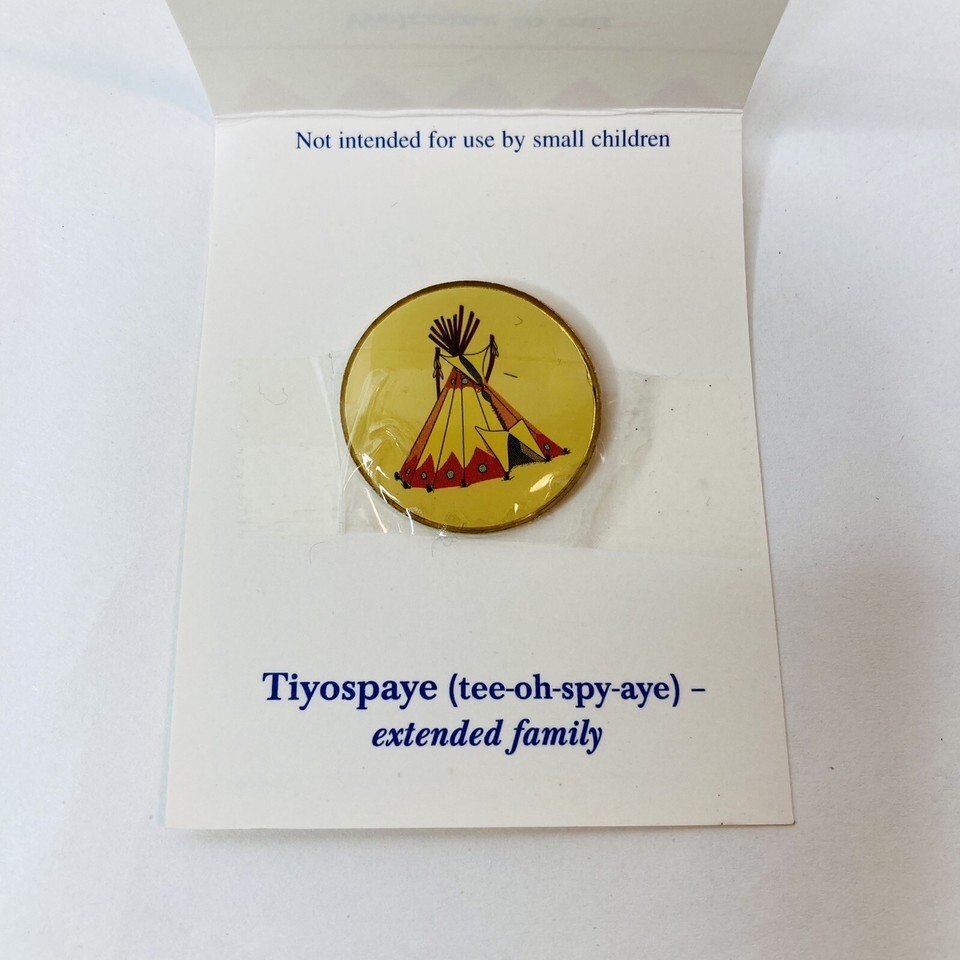 Not intended for use by small children
Tiyospaye (tee-oh-spy-aye) –
extended family